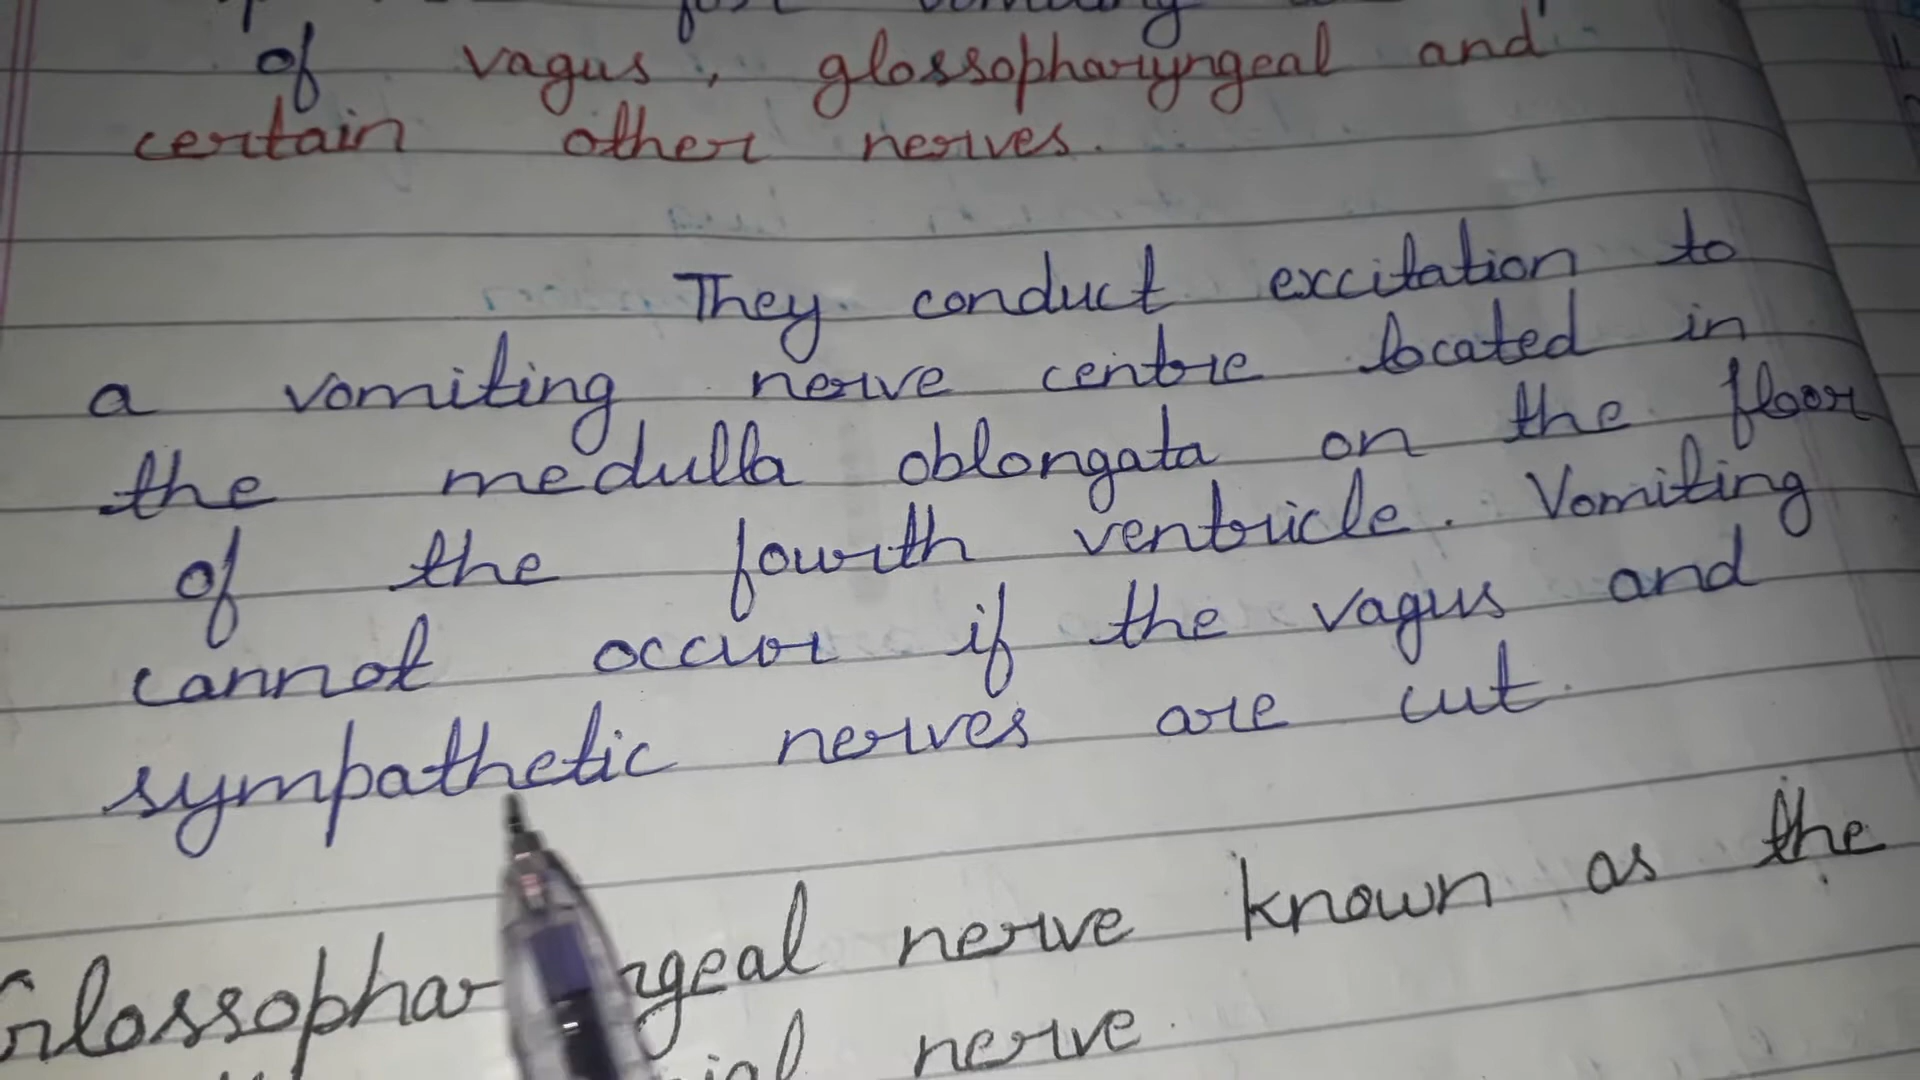 for vomiting
of vagus, glossopharyngeal and
certain other nerves.
They conduct excitation to
a vomiting nerve centre located in
the medulla oblongata on the floor
of the fourth ventricle. Vomiting
cannot occur if the vagus and
sympathetic nerves are cut.
nerve known as the
nerve.